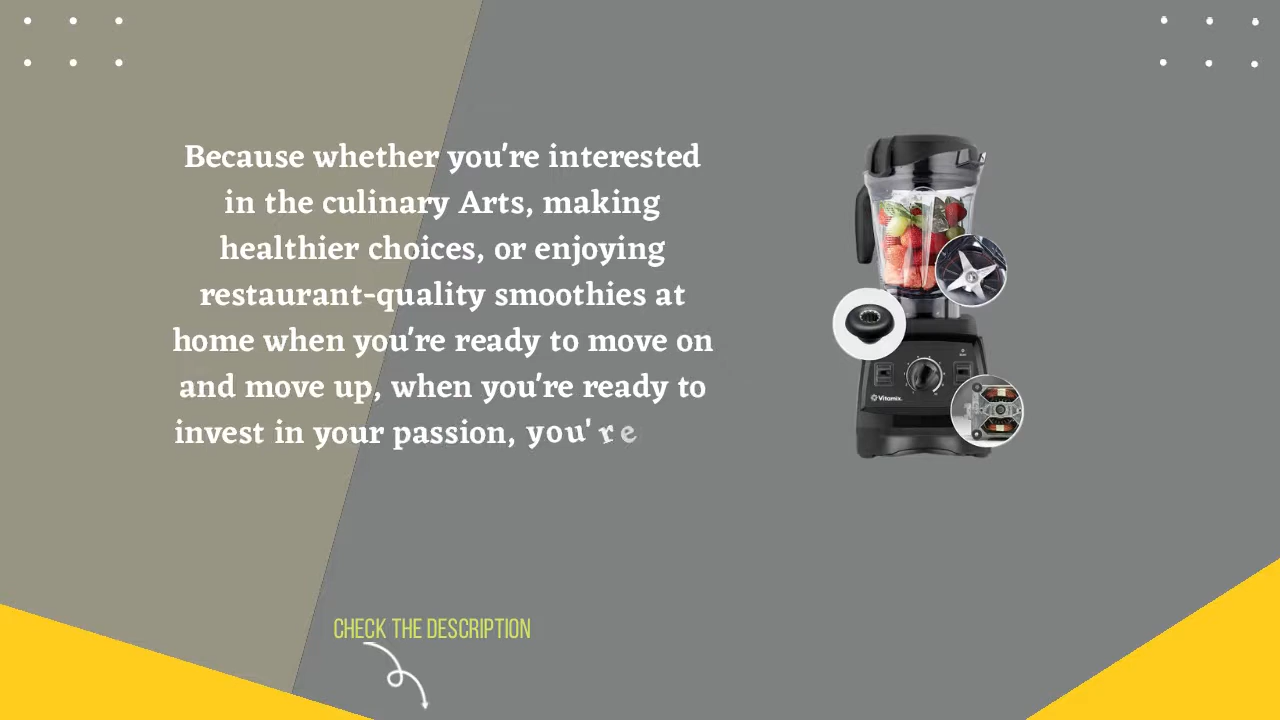 Because whether you're interested
in the culinary Arts, making
healthier choices, or enjoying
restaurant-quality smoothies at
home when you're ready to move on
and move up, when you're ready to
invest in your passion, you're
Vitamix.
CHECK THE DESCRIPTION